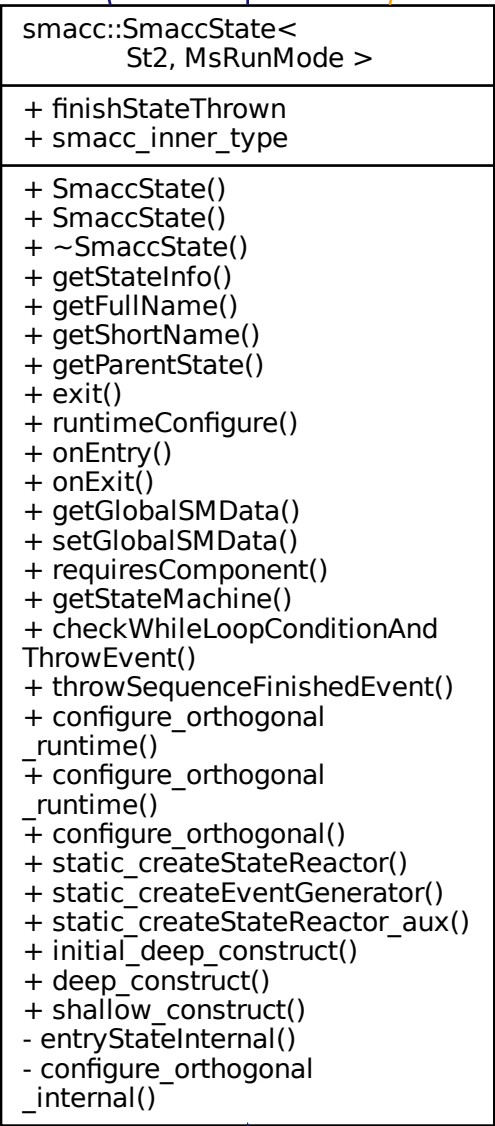 smacc::SmaccState<
St2, MsRunMode >
+ finishStateThrown
+ smacc_inner_type
+ SmaccState()
+ SmaccState()
+ ~SmaccState()
+ getStateInfo()
+ getFullName()
+ getShortName()
+ getParentState()
+ exit()
+ runtimeConfigure()
+ onEntry()
+ onExit()
+ getGlobalSMData()
+ setGlobalSMData()
+ requiresComponent()
+ getStateMachine()
+ checkWhileLoopConditionAnd
ThrowEvent()
+ throwSequenceFinishedEvent()
+ configure_orthogonal
_runtime()
+ configure_orthogonal
_runtime()
+ configure_orthogonal()
+ static_createStateReactor()
+ static_createEventGenerator()
+ static_createStateReactor_aux()
+ initial_deep_construct()
+ deep_construct()
+ shallow_construct()
- entryStateInternal()
- configure_orthogonal
_internal()